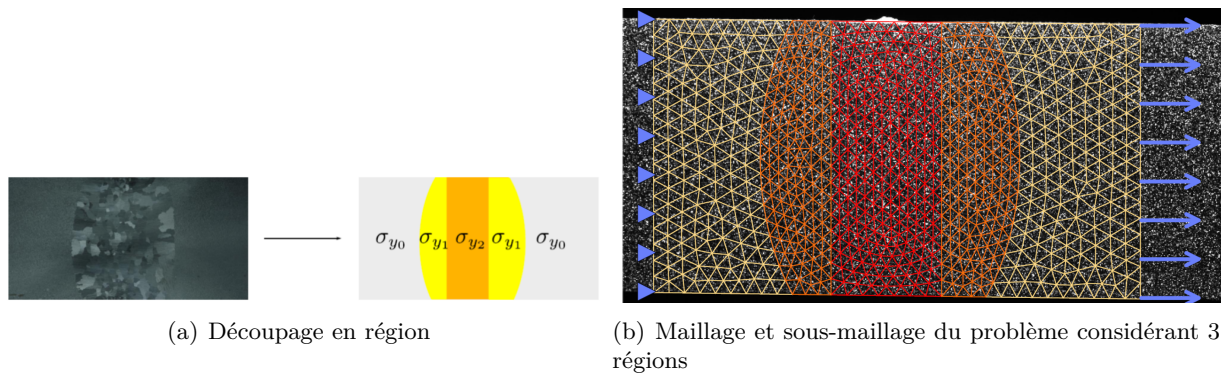 σy0 σy1 σy2 σy1 σy0
(a) Découpage en région
(b) Maillage et sous-maillage du problème considérant 3
régions